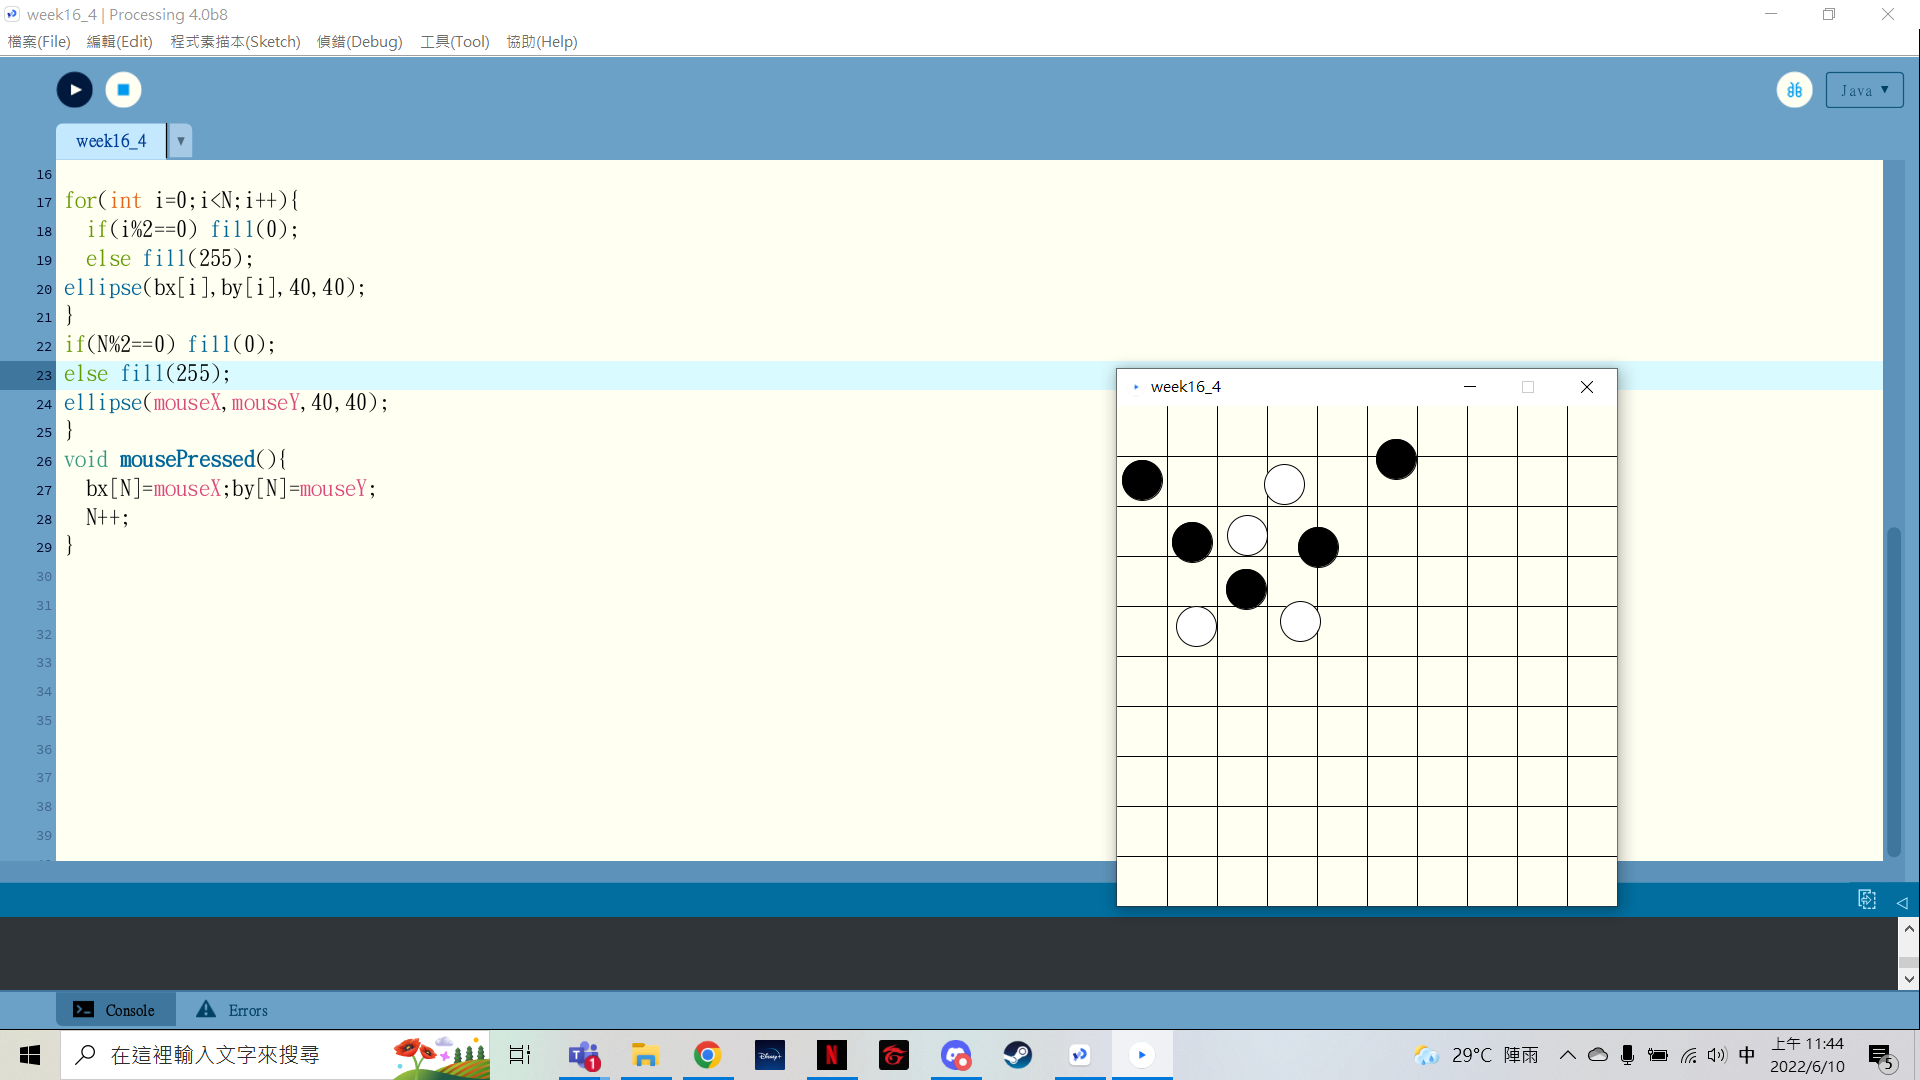 week16_4 | Processing 4.0b8
檔案(File) 編輯(Edit) 程式素描本(Sketch) 偵錯(Debug) 工具(Tool) 協助(Help)
Java ▼
week16_4 ▼
16
17 for(int i=0;i<N;i++){
18 if(i%2==0) fill(0);
19 else fill(255);
20 ellipse(bx[i],by[i],40,40);
21 }
22 if(N%2==0) fill(0);
23 else fill(255);
24 ellipse(mouseX,mouseY,40,40);
25 }
26 void mousePressed(){
27 bx[N]=mouseX;by[N]=mouseY;
28 N++;
29 }
30
31
32
33
34
35
36
37
38
39
week16_4
Console Errors
在這裡輸入文字來搜尋
1
Disney+
N
29°C 陣雨
中
上午 11:44
2022/6/10
5